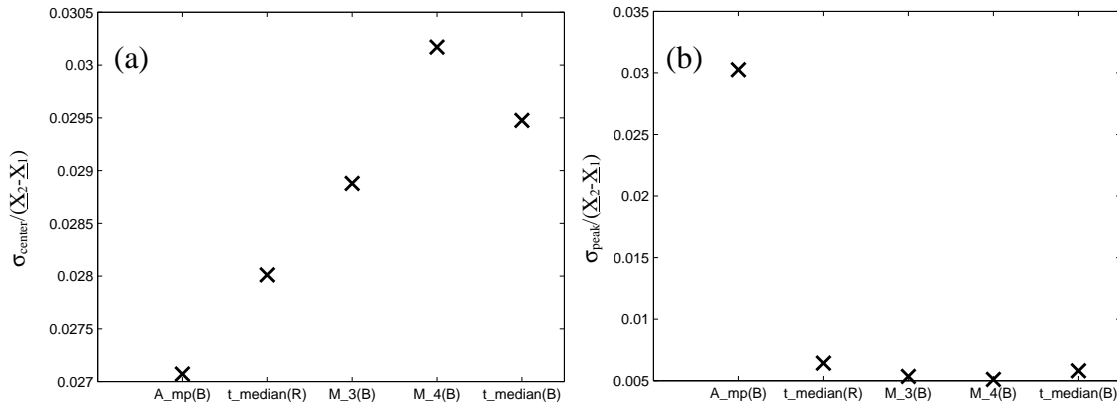 (a)
σcenter/(X2-X1)
0.0305
0.03
0.0295
0.029
0.0285
0.028
0.0275
0.027
A_mp(B) t_median(R) M_3(B) M_4(B) t_median(B)
(b)
σpeak/(X2-X1)
0.035
0.03
0.025
0.02
0.015
0.01
0.005
A_mp(B) t_median(R) M_3(B) M_4(B) t_median(B)